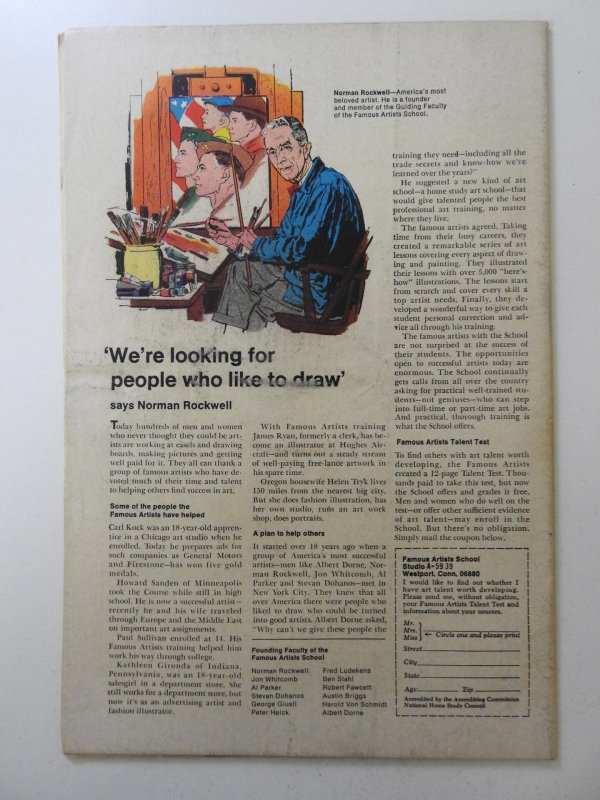 Norman Rockwell—America's most
beloved artist. He is a founder
and member of the Guiding Faculty
of the Famous Artists School.
'We're looking for
people who like to draw'
says Norman Rockwell
Today hundreds of men and women
who never thought they could be art-
ists are working at easels and drawing
boards, making pictures and getting
well paid for it. They all can thank a
group of famous artists who have de-
voted much of their time and talent
to helping others find success in art.
Some of the people the
Famous Artists have helped
Carl Kock was an 18-year-old appren-
tice in a Chicago art studio when he
enrolled. Today he prepares ads for
such companies as General Motors
and Firestone—has won five gold
medals.
Howard Sanden of Minneapolis
took the Course while still in high
school. He is now a successful artist—
recently he and his wife traveled
through Europe and the Middle East
on important art assignments.
Paul Sullivan enrolled at 14. His
Famous Artists training helped him
work his way through college.
Kathleen Gironda of Indiana,
Pennsylvania, was an 18-year-old
salesgirl in a department store. She
still works for a department store, but
now it's as an advertising artist and
fashion illustrator.
With Famous Artists training
James Ryan, formerly a clerk, has be-
come an illustrator at Hughes Air-
craft—and turns out a steady stream
of well-paying free-lance artwork in
his spare time.
Oregon housewife Helen Tryk lives
150 miles from the nearest big city.
But she does fashion illustration, has
her own studio, runs an art work
shop, does portraits.
A plan to help others
It started over 18 years ago when a
group of America's most successful
artists—men like Albert Dorne, Nor-
man Rockwell, Jon Whitcomb, Al
Parker and Stevan Dohanos—met in
New York City. They knew that all
over America there were people who
liked to draw who could be turned
into good artists. Albert Dorne asked,
"Why can't we give these people the
Founding Faculty of the
Famous Artists School
Norman Rockwell
Jon Whitcomb
Al Parker
Stevan Dohanos
George Giusti
Peter Helck
Fred Ludekens
Ben Stahl
Robert Fawcett
Austin Briggs
Harold Von Schmidt
Albert Dorne
training they need—including all the
trade secrets and know-how we've
learned over the years?"
He suggested a new kind of art
school—a home study art school—that
would give talented people the best
professional art training, no matter
where they live.
The famous artists agreed. Taking
time from their busy careers, they
created a remarkable series of art
lessons covering every aspect of draw-
ing and painting. They illustrated
their lessons with over 5,000 "here's-
how" illustrations. The lessons start
from scratch and cover every skill a
top artist needs. Finally, they de-
veloped a wonderful way to give each
student personal correction and ad-
vice all through his training.
The famous artists with the School
are not surprised at the success of
their students. The opportunities
open to successful artists today are
enormous. The School continually
gets calls from all over the country
asking for practical well-trained stu-
dents—not geniuses—who can step
into full-time or part-time art jobs.
And practical, thorough training is
what the School offers.
Famous Artists Talent Test
To find others with art talent worth
developing, the Famous Artists
created a 12-page Talent Test. Thou-
sands paid to take this test, but now
the School offers and grades it free.
Men and women who do well on the
test—or offer other sufficient evidence
of art talent—may enroll in the
School. But there's no obligation.
Simply mail the coupon below.
Famous Artists School
Studio A-5939
Westport, Conn. 06880
I would like to find out whether I
have art talent worth developing.
Please send me, without obligation,
your Famous Artists Talent Test and
information about your courses.
Mr.
Mrs. Circle one and please print
Miss
Street
City
State
Age Zip
Accredited by the Accrediting Commission
National Home Study Council